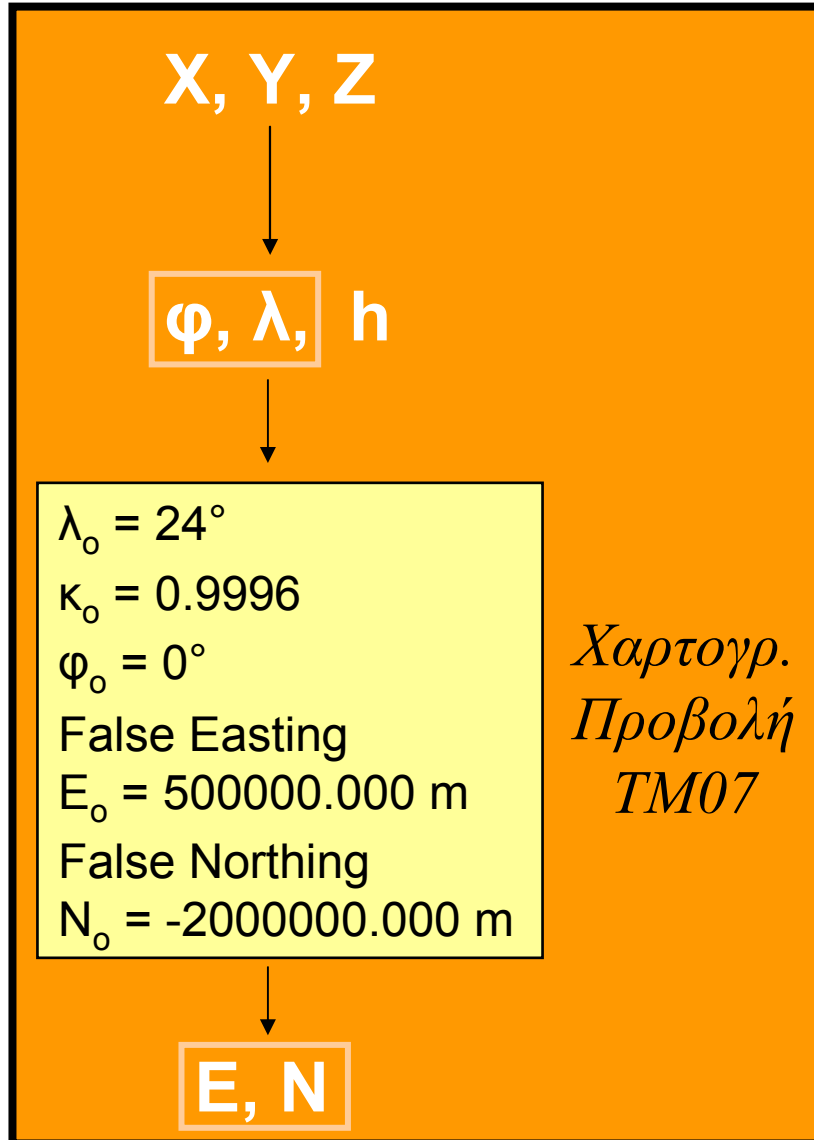 X, Y, Z
φ, λ, h
λₒ = 24°
κₒ = 0.9996
φₒ = 0°
False Easting
Eₒ = 500000.000 m
False Northing
Nₒ = -2000000.000 m
Χαρτογρ.
Προβολή
ΤΜ07
E, N